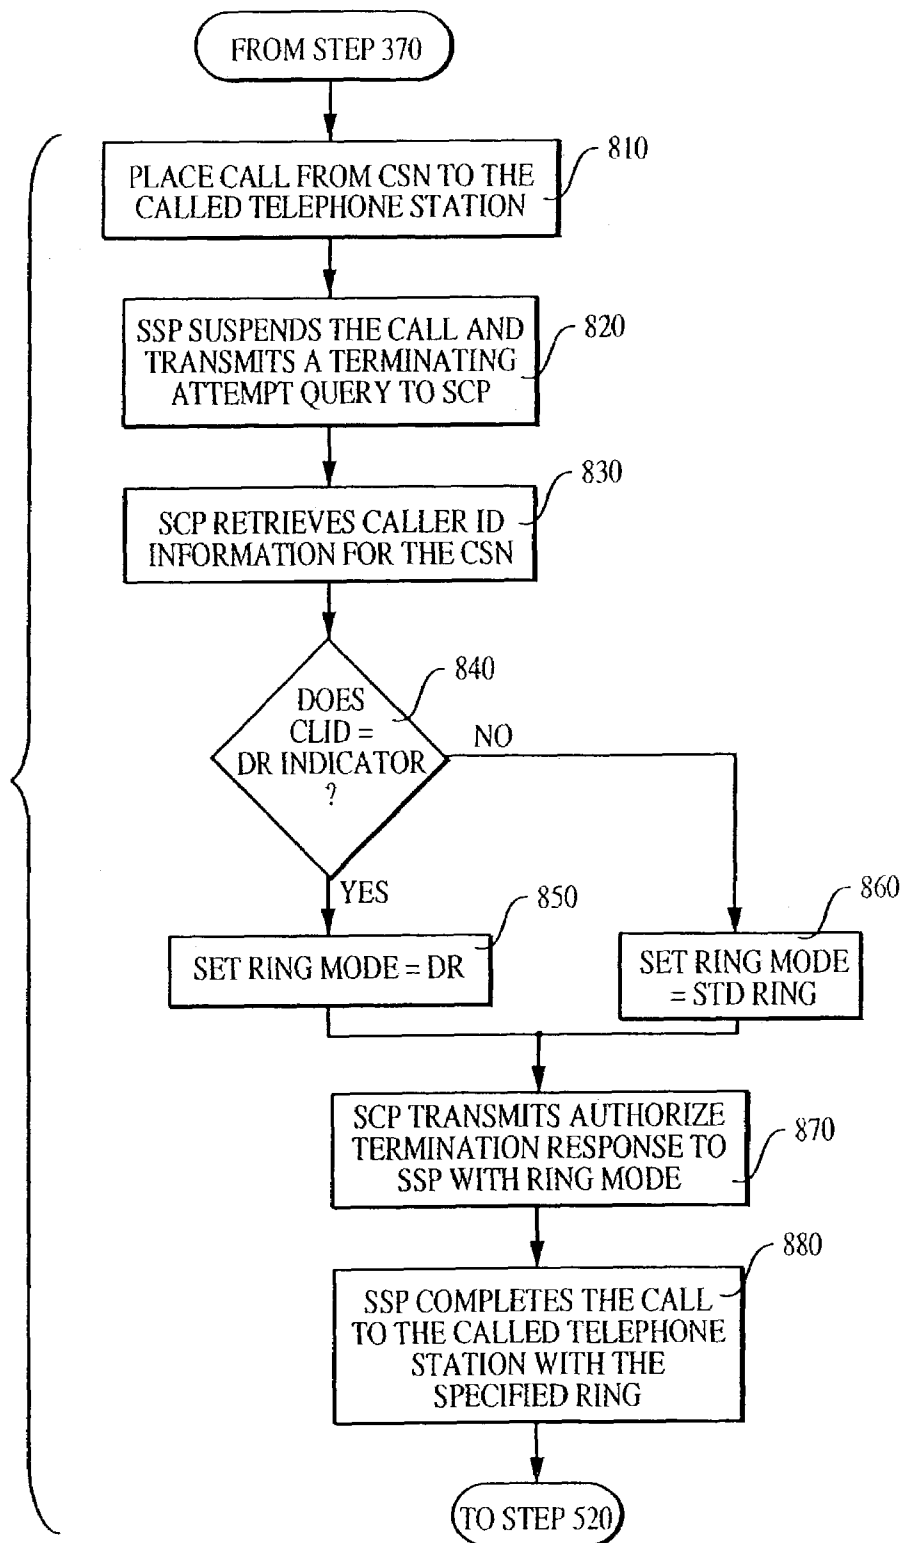 FROM STEP 370
810
PLACE CALL FROM CSN TO THE
CALLED TELEPHONE STATION
820
SSP SUSPENDS THE CALL AND
TRANSMITS A TERMINATING
ATTEMPT QUERY TO SCP
830
SCP RETRIEVES CALLER ID
INFORMATION FOR THE CSN
840
DOES
CLID =
DR INDICATOR
?
NO
YES
850
SET RING MODE = DR
860
SET RING MODE
= STD RING
SCP TRANSMITS AUTHORIZE
TERMINATION RESPONSE TO
SSP WITH RING MODE
870
880
SSP COMPLETES THE CALL
TO THE CALLED TELEPHONE
STATION WITH THE
SPECIFIED RING
TO STEP 520